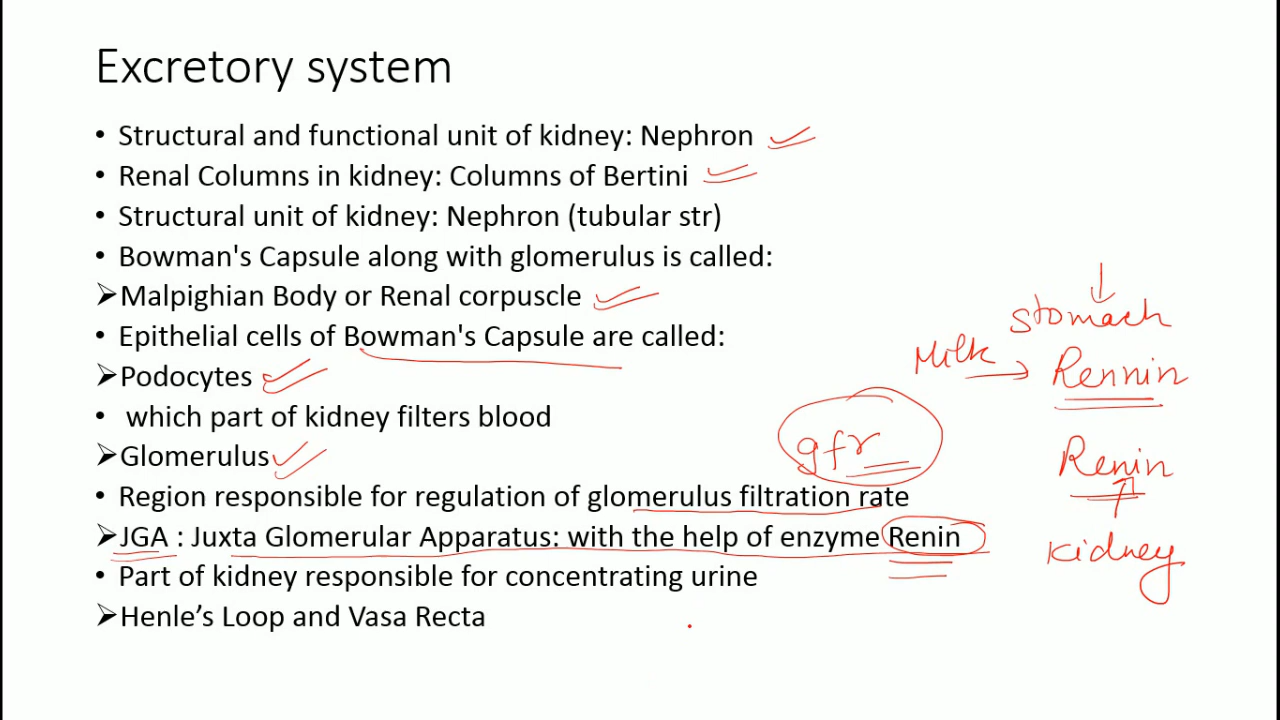 Excretory system
• Structural and functional unit of kidney: Nephron
• Renal Columns in kidney: Columns of Bertini
• Structural unit of kidney: Nephron (tubular str)
• Bowman's Capsule along with glomerulus is called:
➢Malpighian Body or Renal corpuscle
• Epithelial cells of Bowman's Capsule are called:
➢Podocytes
• which part of kidney filters blood
➢Glomerulus
• Region responsible for regulation of glomerulus filtration rate
➢JGA : Juxta Glomerular Apparatus: with the help of enzyme Renin
• Part of kidney responsible for concentrating urine
➢Henle’s Loop and Vasa Recta
stomach
Milk → Rennin
gfr
Renin
Kidney